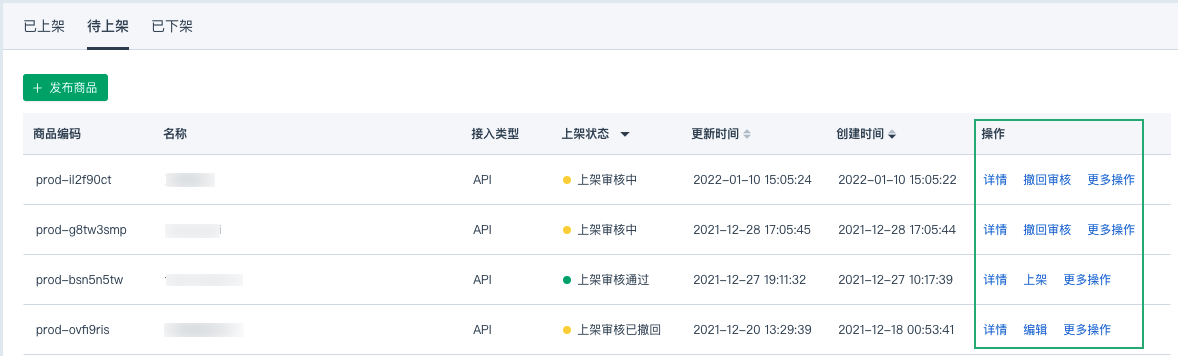 已上架 待上架 已下架
+ 发布商品
商品编码 名称 接入类型 上架状态 更新时间 创建时间 操作
prod-il2f90ct API 上架审核中 2022-01-10 15:05:24 2022-01-10 15:05:22 详情 撤回审核 更多操作
prod-g8tw3smp API 上架审核中 2021-12-28 17:05:45 2021-12-28 17:05:44 详情 撤回审核 更多操作
prod-bsn5n5tw API 上架审核通过 2021-12-27 19:11:32 2021-12-27 10:17:39 详情 上架 更多操作
prod-ovfi9ris API 上架审核已撤回 2021-12-20 13:29:39 2021-12-18 00:53:41 详情 编辑 更多操作